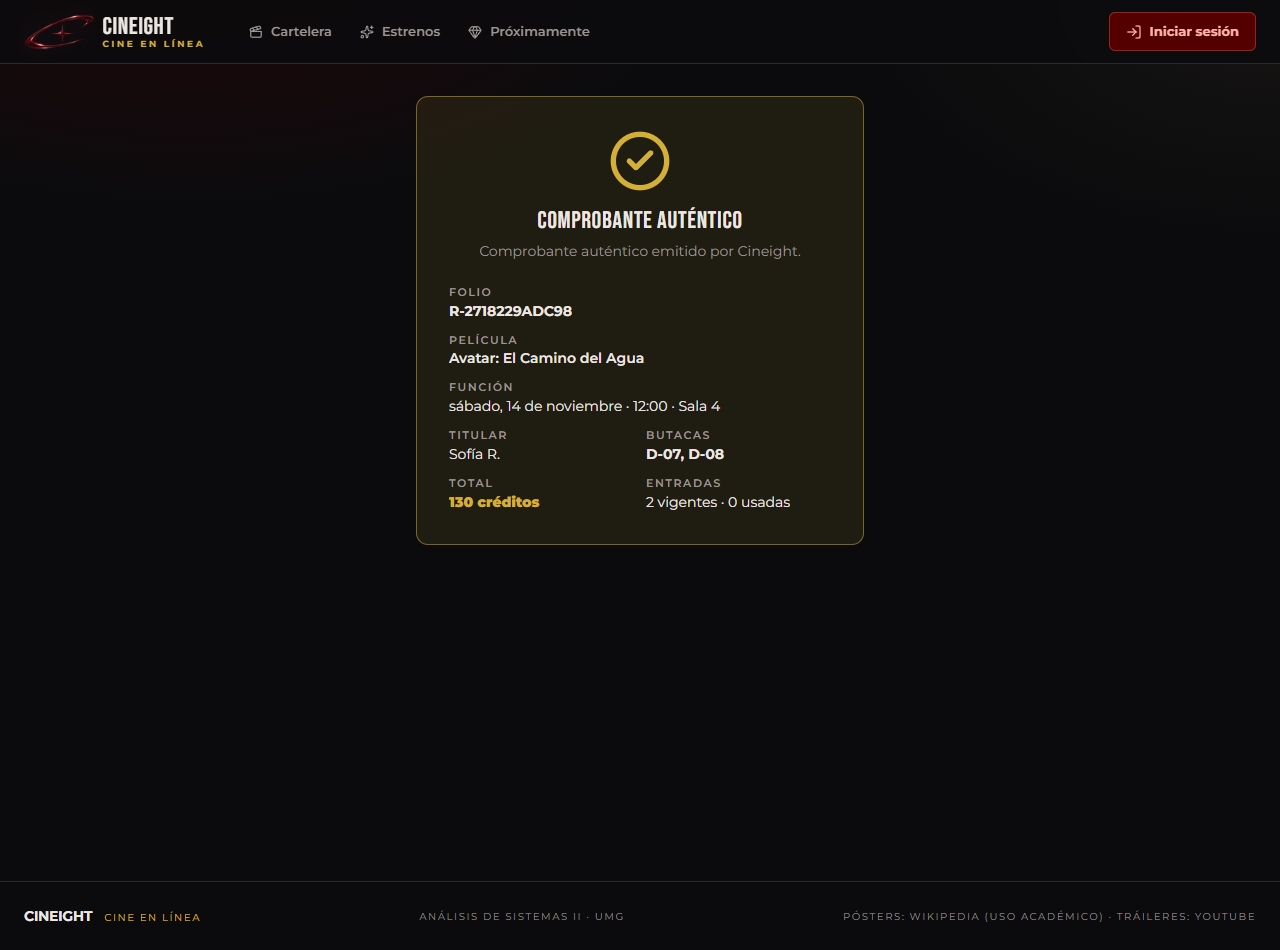 CINEIGHT
CINE EN LÍNEA
Cartelera
Estrenos
Próximamente
Iniciar sesión
COMPROBANTE AUTÉNTICO
Comprobante auténtico emitido por Cineight.
FOLIO
R-2718229ADC98
PELÍCULA
Avatar: El Camino del Agua
FUNCIÓN
sábado, 14 de noviembre · 12:00 · Sala 4
TITULAR
Sofía R.
BUTACAS
D-07, D-08
TOTAL
130 créditos
ENTRADAS
2 vigentes · 0 usadas
CINEIGHT CINE EN LÍNEA
ANÁLISIS DE SISTEMAS II · UMG
PÓSTERS: WIKIPEDIA (USO ACADÉMICO) · TRÁILERES: YOUTUBE